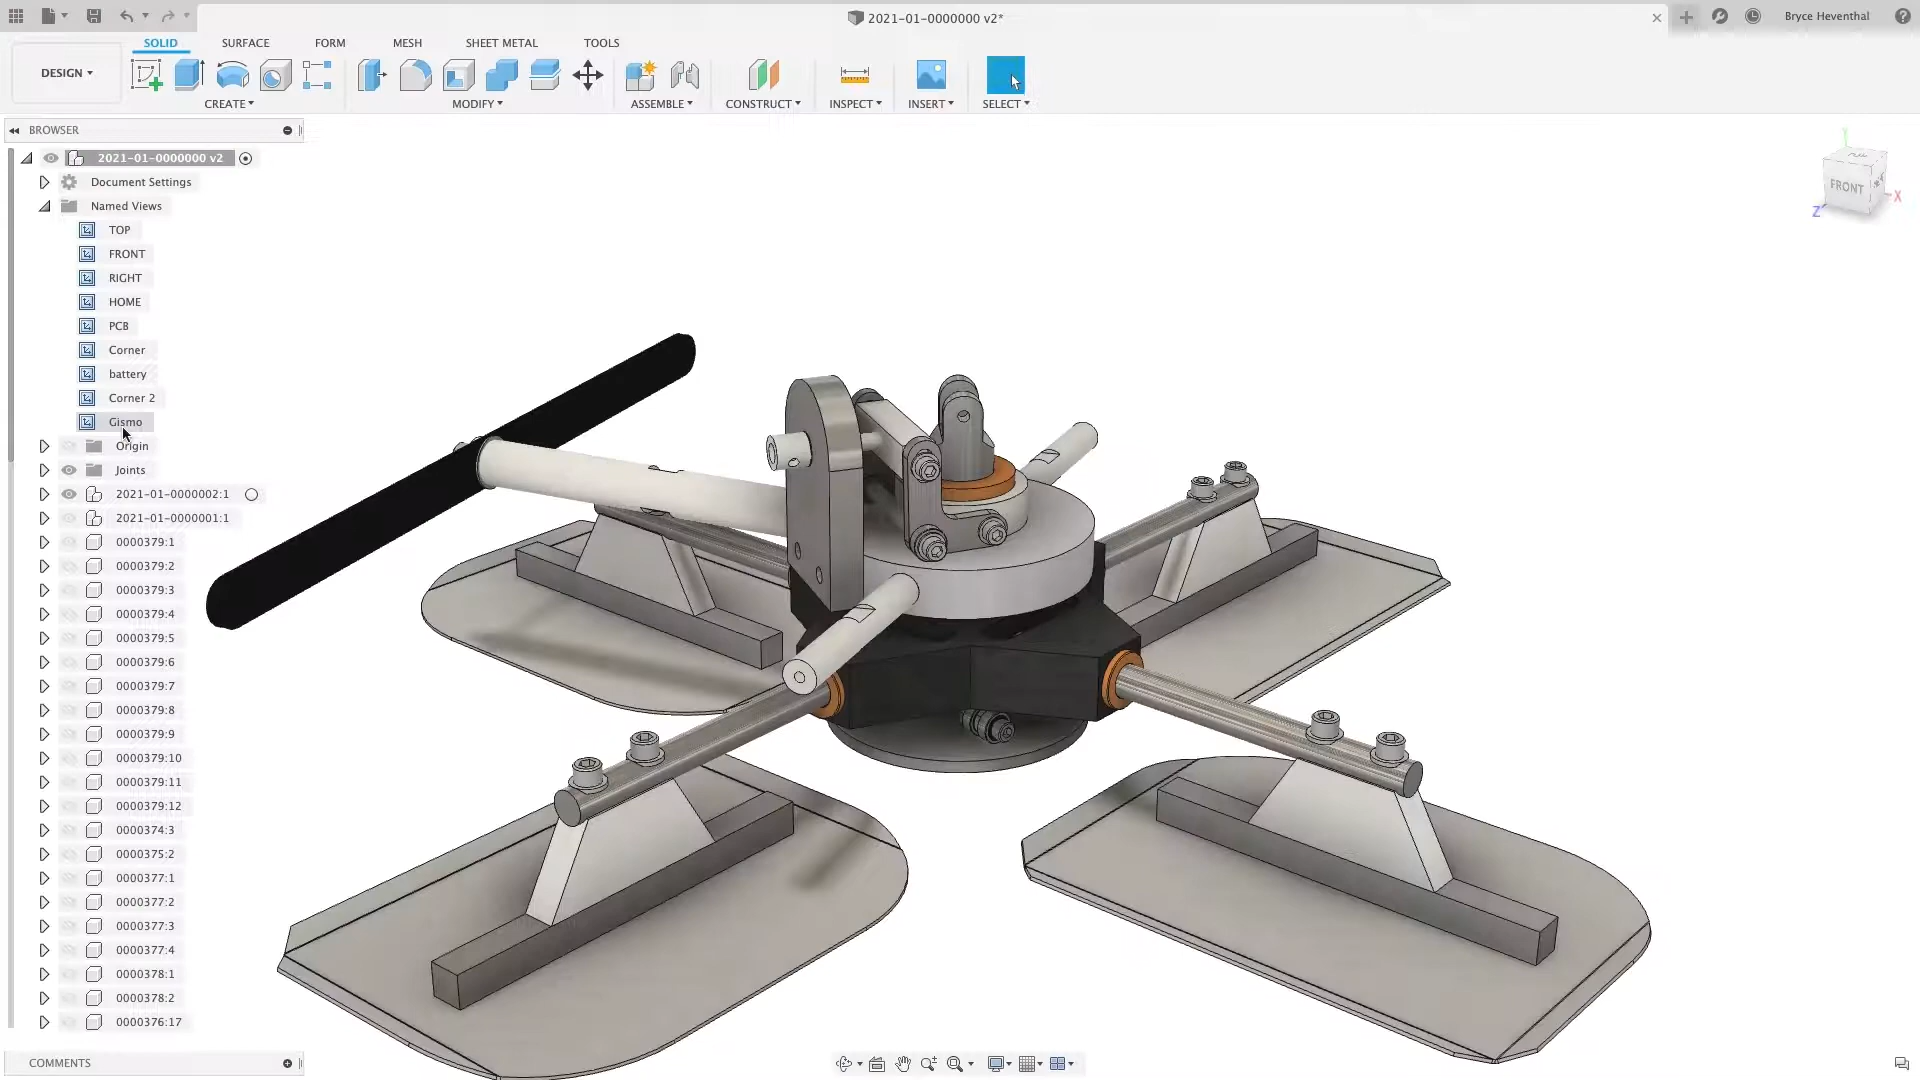 2021-01-0000000 v2*
Bryce Heventhal
SOLID SURFACE FORM MESH SHEET METAL TOOLS
DESIGN
CREATE MODIFY ASSEMBLE CONSTRUCT INSPECT INSERT SELECT
BROWSER
2021-01-0000000 v2
Document Settings
Named Views
TOP
FRONT
RIGHT
HOME
PCB
Corner
battery
Corner 2
Gismo
Origin
Joints
2021-01-0000002:1
2021-01-0000001:1
0000379:1
0000379:2
0000379:3
0000379:4
0000379:5
0000379:6
0000379:7
0000379:8
0000379:9
0000379:10
0000379:11
0000379:12
0000374:3
0000375:2
0000377:1
0000377:2
0000377:3
0000377:4
0000378:1
0000378:2
0000376:17
COMMENTS
Y
FRONT
X
Z